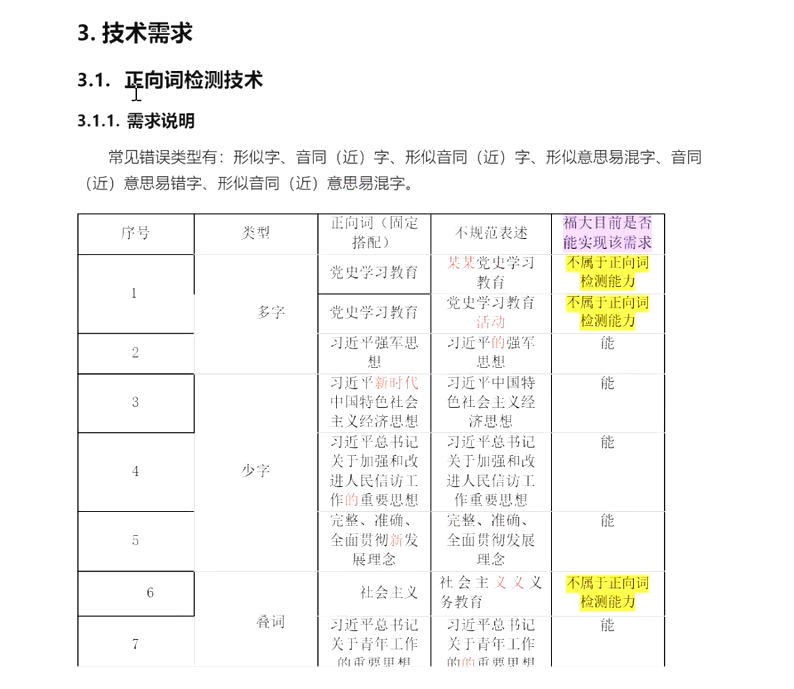 3. 技术需求
3.1. 正向词检测技术
3.1.1. 需求说明
常见错误类型有：形似字、音同（近）字、形似音同（近）字、形似意思易混字、音同
（近）意思易错字、形似音同（近）意思易混字。
序号 类型 正向词（固定搭配） 不规范表述 福大目前是否能实现该需求
1 多字 党史学习教育 某某党史学习教育 不属于正向词检测能力
党史学习教育 党史学习教育活动 不属于正向词检测能力
2 习近平强军思想 习近平的强军思想 能
3 少字 习近平新时代中国特色社会主义经济思想 习近平中国特色社会主义经济思想 能
4 习近平总书记关于加强和改进人民信访工作的重要思想 习近平总书记关于加强和改进人民信访工作重要思想 能
5 完整、准确、全面贯彻新发展理念 完整、准确、全面贯彻发展理念 能
6 叠词 社会主义 社会主义义义务教育 不属于正向词检测能力
7 习近平总书记关于青年工作的重要思想 习近平总书记关于青年工作的的重要思想 能